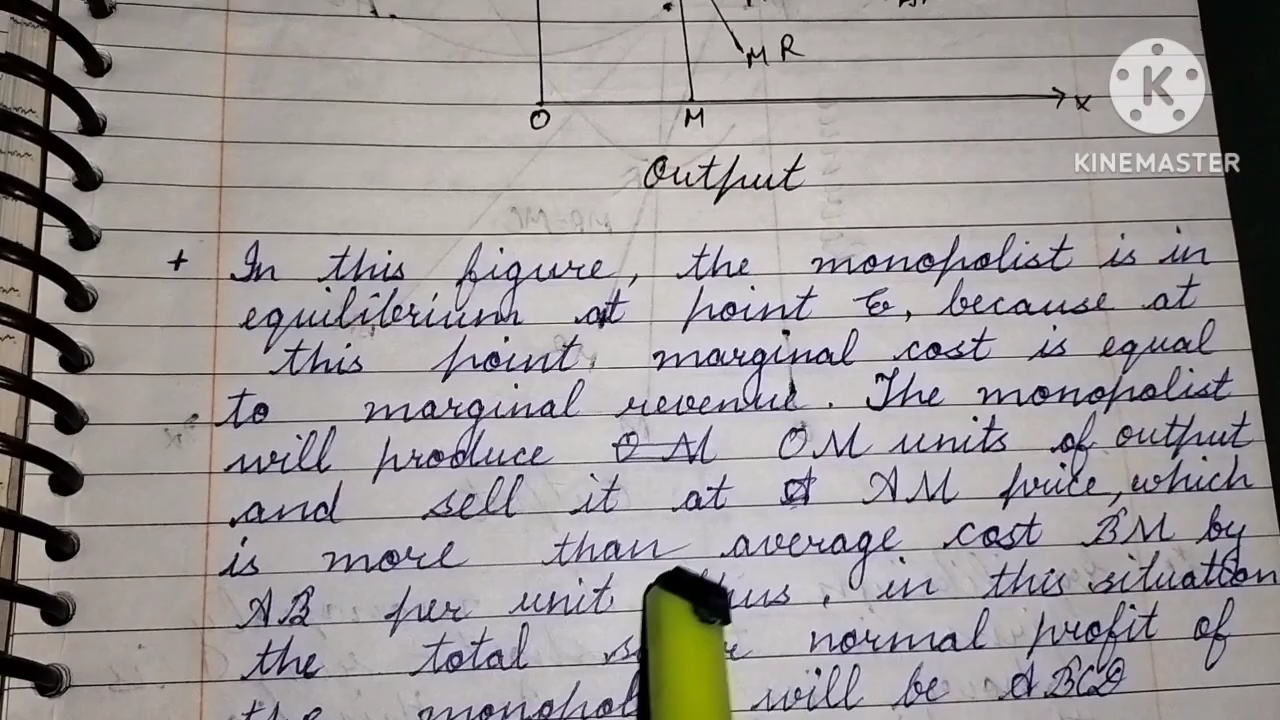 MR
O M X
K
KINEMASTER
Output
+ In this figure, the monopolist is in
equilibrium at point E, because at
this point, marginal cost is equal
to marginal revenue. The monopolist
will produce OM OM units of output
and sell it at A AM price, which
is more than average cost BM by
AB per unit. Thus, in this situation
the total normal profit of
the will be ABCD